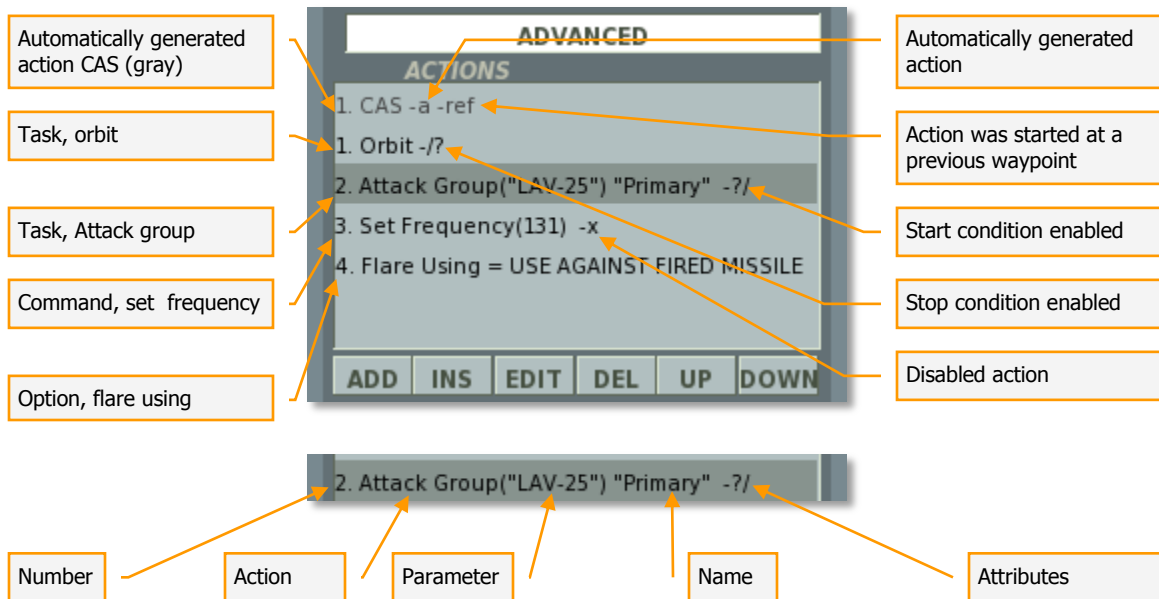 Automatically generated
action CAS (gray)
Task, orbit
Task, Attack group
Command, set  frequency
Option, flare using
ADVANCED
ACTIONS
1. CAS -a -ref
1. Orbit -/?
2. Attack Group("LAV-25") "Primary"  -?/
3. Set Frequency(131)  -x
4. Flare Using = USE AGAINST FIRED MISSILE
ADD INS EDIT DEL UP DOWN
Automatically generated
action
Action was started at a
previous waypoint
Start condition enabled
Stop condition enabled
Disabled action
2. Attack Group("LAV-25") "Primary"  -?/
Number Action Parameter Name Attributes